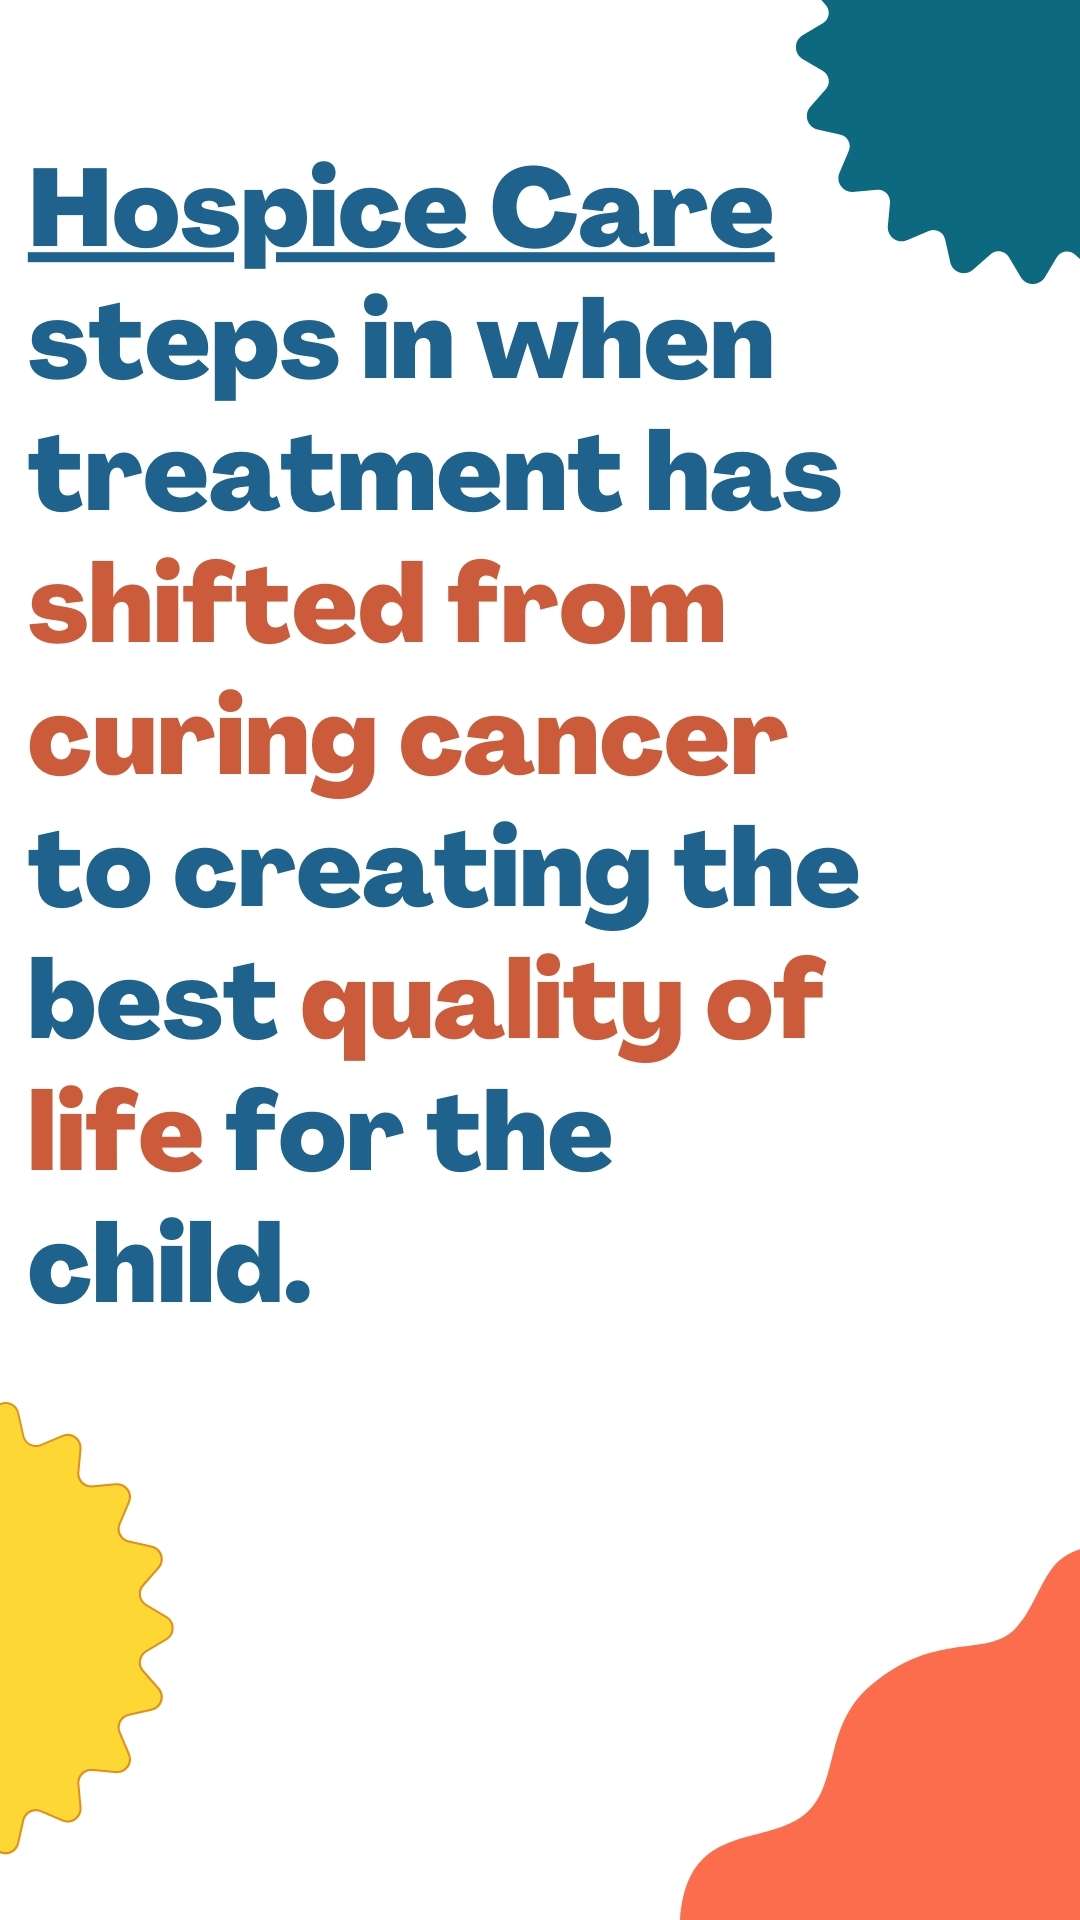 Hospice Care
steps in when
treatment has
shifted from
curing cancer
to creating the
best quality of
life for the
child.